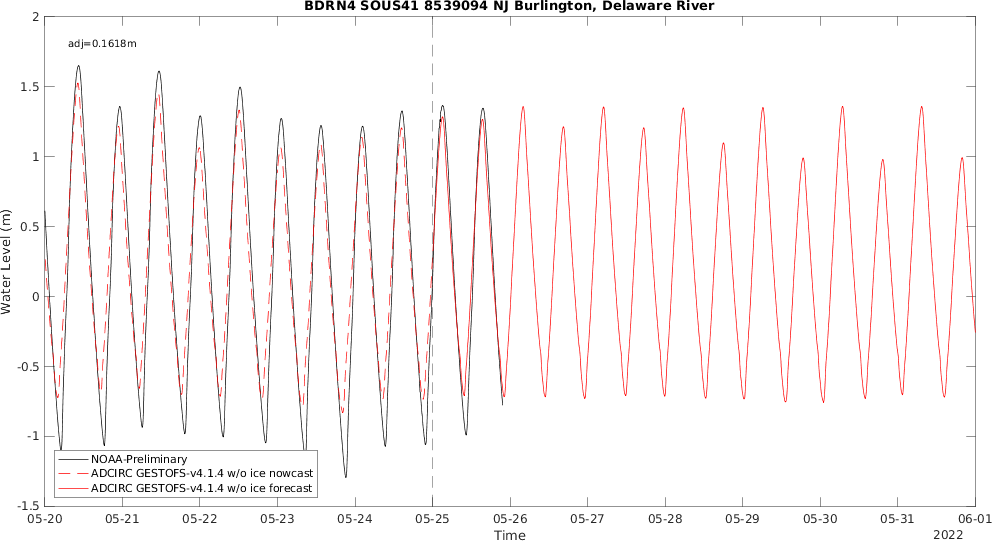 BDRN4 SOUS41 8539094 NJ Burlington, Delaware River
adj=0.1618m
2
1.5
1
0.5
0
-0.5
-1
-1.5
Water Level (m)
NOAA-Preliminary
ADCIRC GESTOFS-v4.1.4 w/o ice nowcast
ADCIRC GESTOFS-v4.1.4 w/o ice forecast
05-20 05-21 05-22 05-23 05-24 05-25 05-26 05-27 05-28 05-29 05-30 05-31 06-01
Time
2022